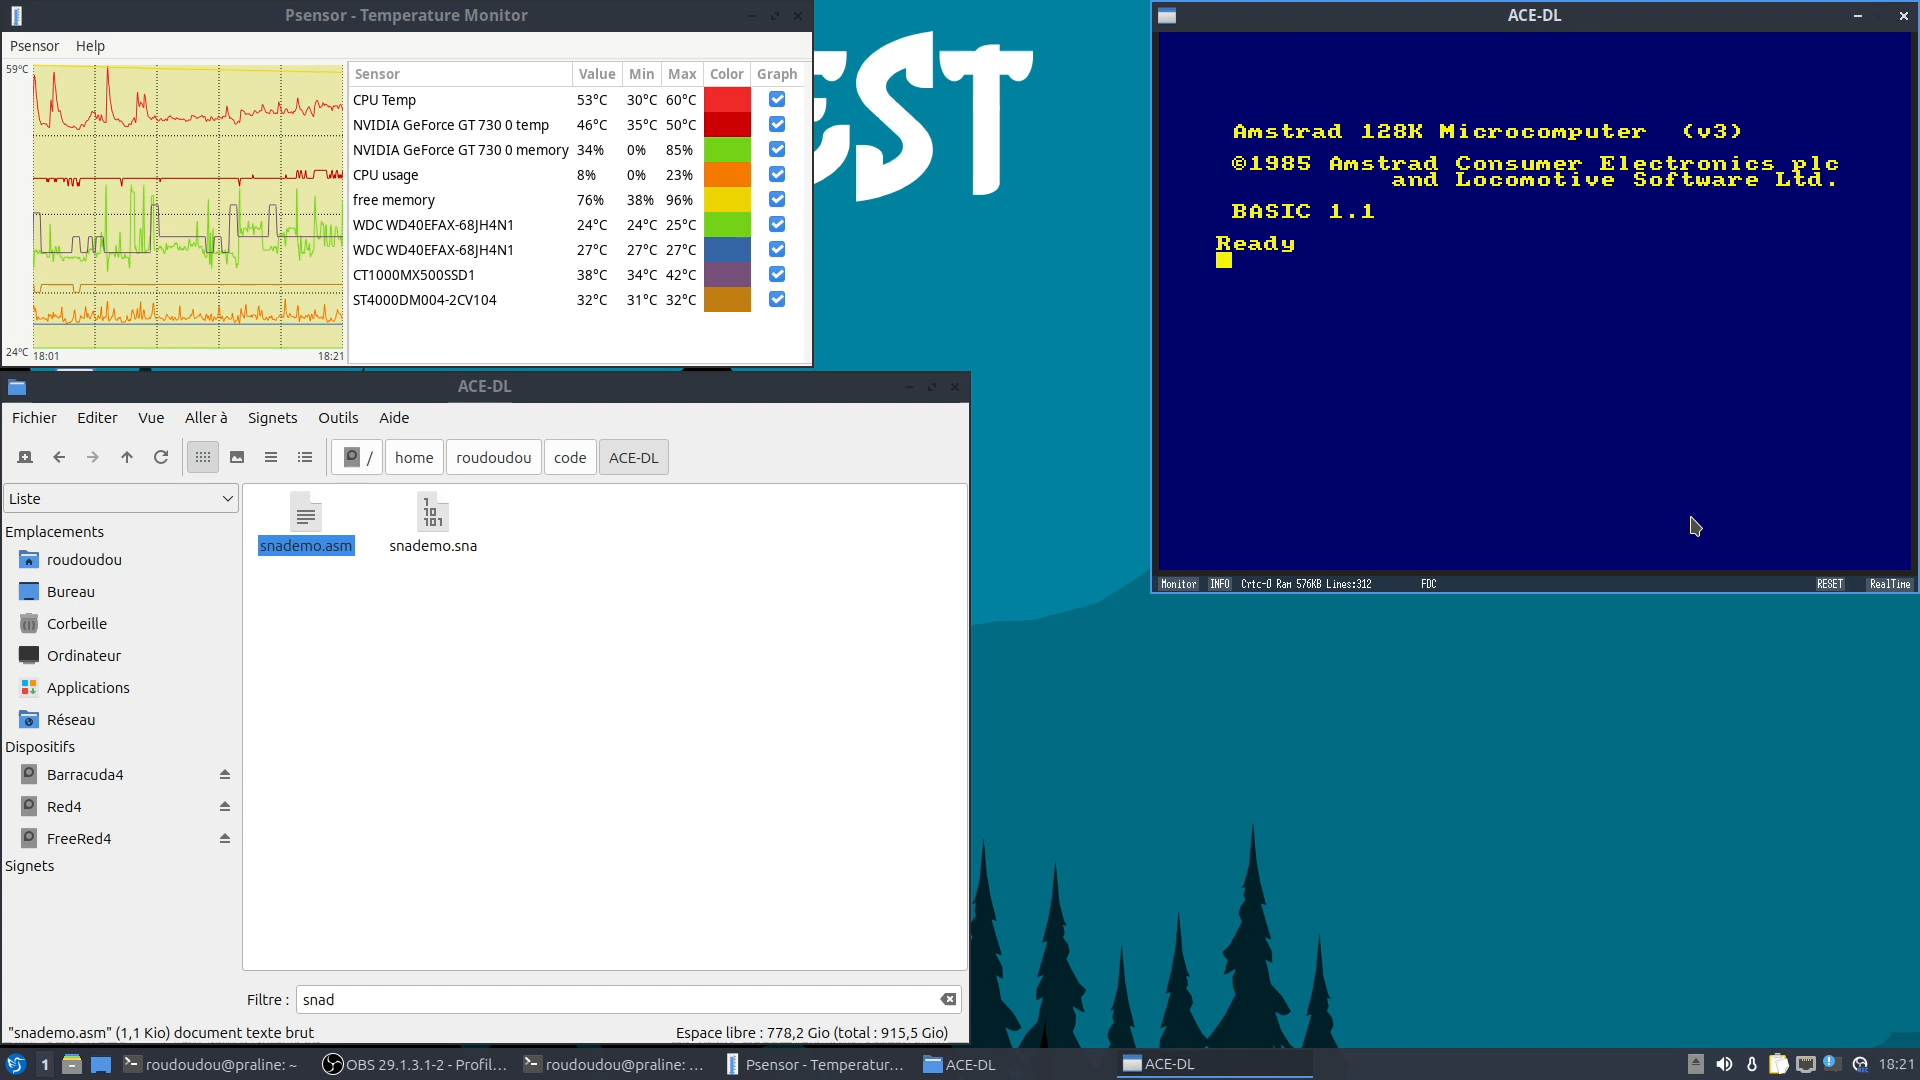 Psensor - Temperature Monitor
Psensor Help
59°C
24°C
18:01 18:21
Sensor Value Min Max Color Graph
CPU Temp 53°C 30°C 60°C
NVIDIA GeForce GT 730 0 temp 46°C 35°C 50°C
NVIDIA GeForce GT 730 0 memory 34% 0% 85%
CPU usage 8% 0% 23%
free memory 76% 38% 96%
WDC WD40EFAX-68JH4N1 24°C 24°C 25°C
WDC WD40EFAX-68JH4N1 27°C 27°C 27°C
CT1000MX500SSD1 38°C 34°C 42°C
ST4000DM004-2CV104 32°C 31°C 32°C
EST
ACE-DL
Amstrad 128K Microcomputer (v3)
©1985 Amstrad Consumer Electronics plc
and Locomotive Software Ltd.
BASIC 1.1
Ready
Monitor INFO Crtc-0 Ram 576KB Lines:312 FDC RESET RealTime
ACE-DL
Fichier Editer Vue Aller à Signets Outils Aide
/ home roudoudou code ACE-DL
Liste
Emplacements
roudoudou
Bureau
Corbeille
Ordinateur
Applications
Réseau
Dispositifs
Barracuda4
Red4
FreeRed4
Signets
1
10
101
snademo.asm snademo.sna
Filtre : snad
"snademo.asm" (1,1 Kio) document texte brut Espace libre : 778,2 Gio (total : 915,5 Gio)
1 roudoudou@praline: ~ OBS 29.1.3.1-2 - Profil... roudoudou@praline: ... Psensor - Temperatur... ACE-DL ACE-DL 18:21